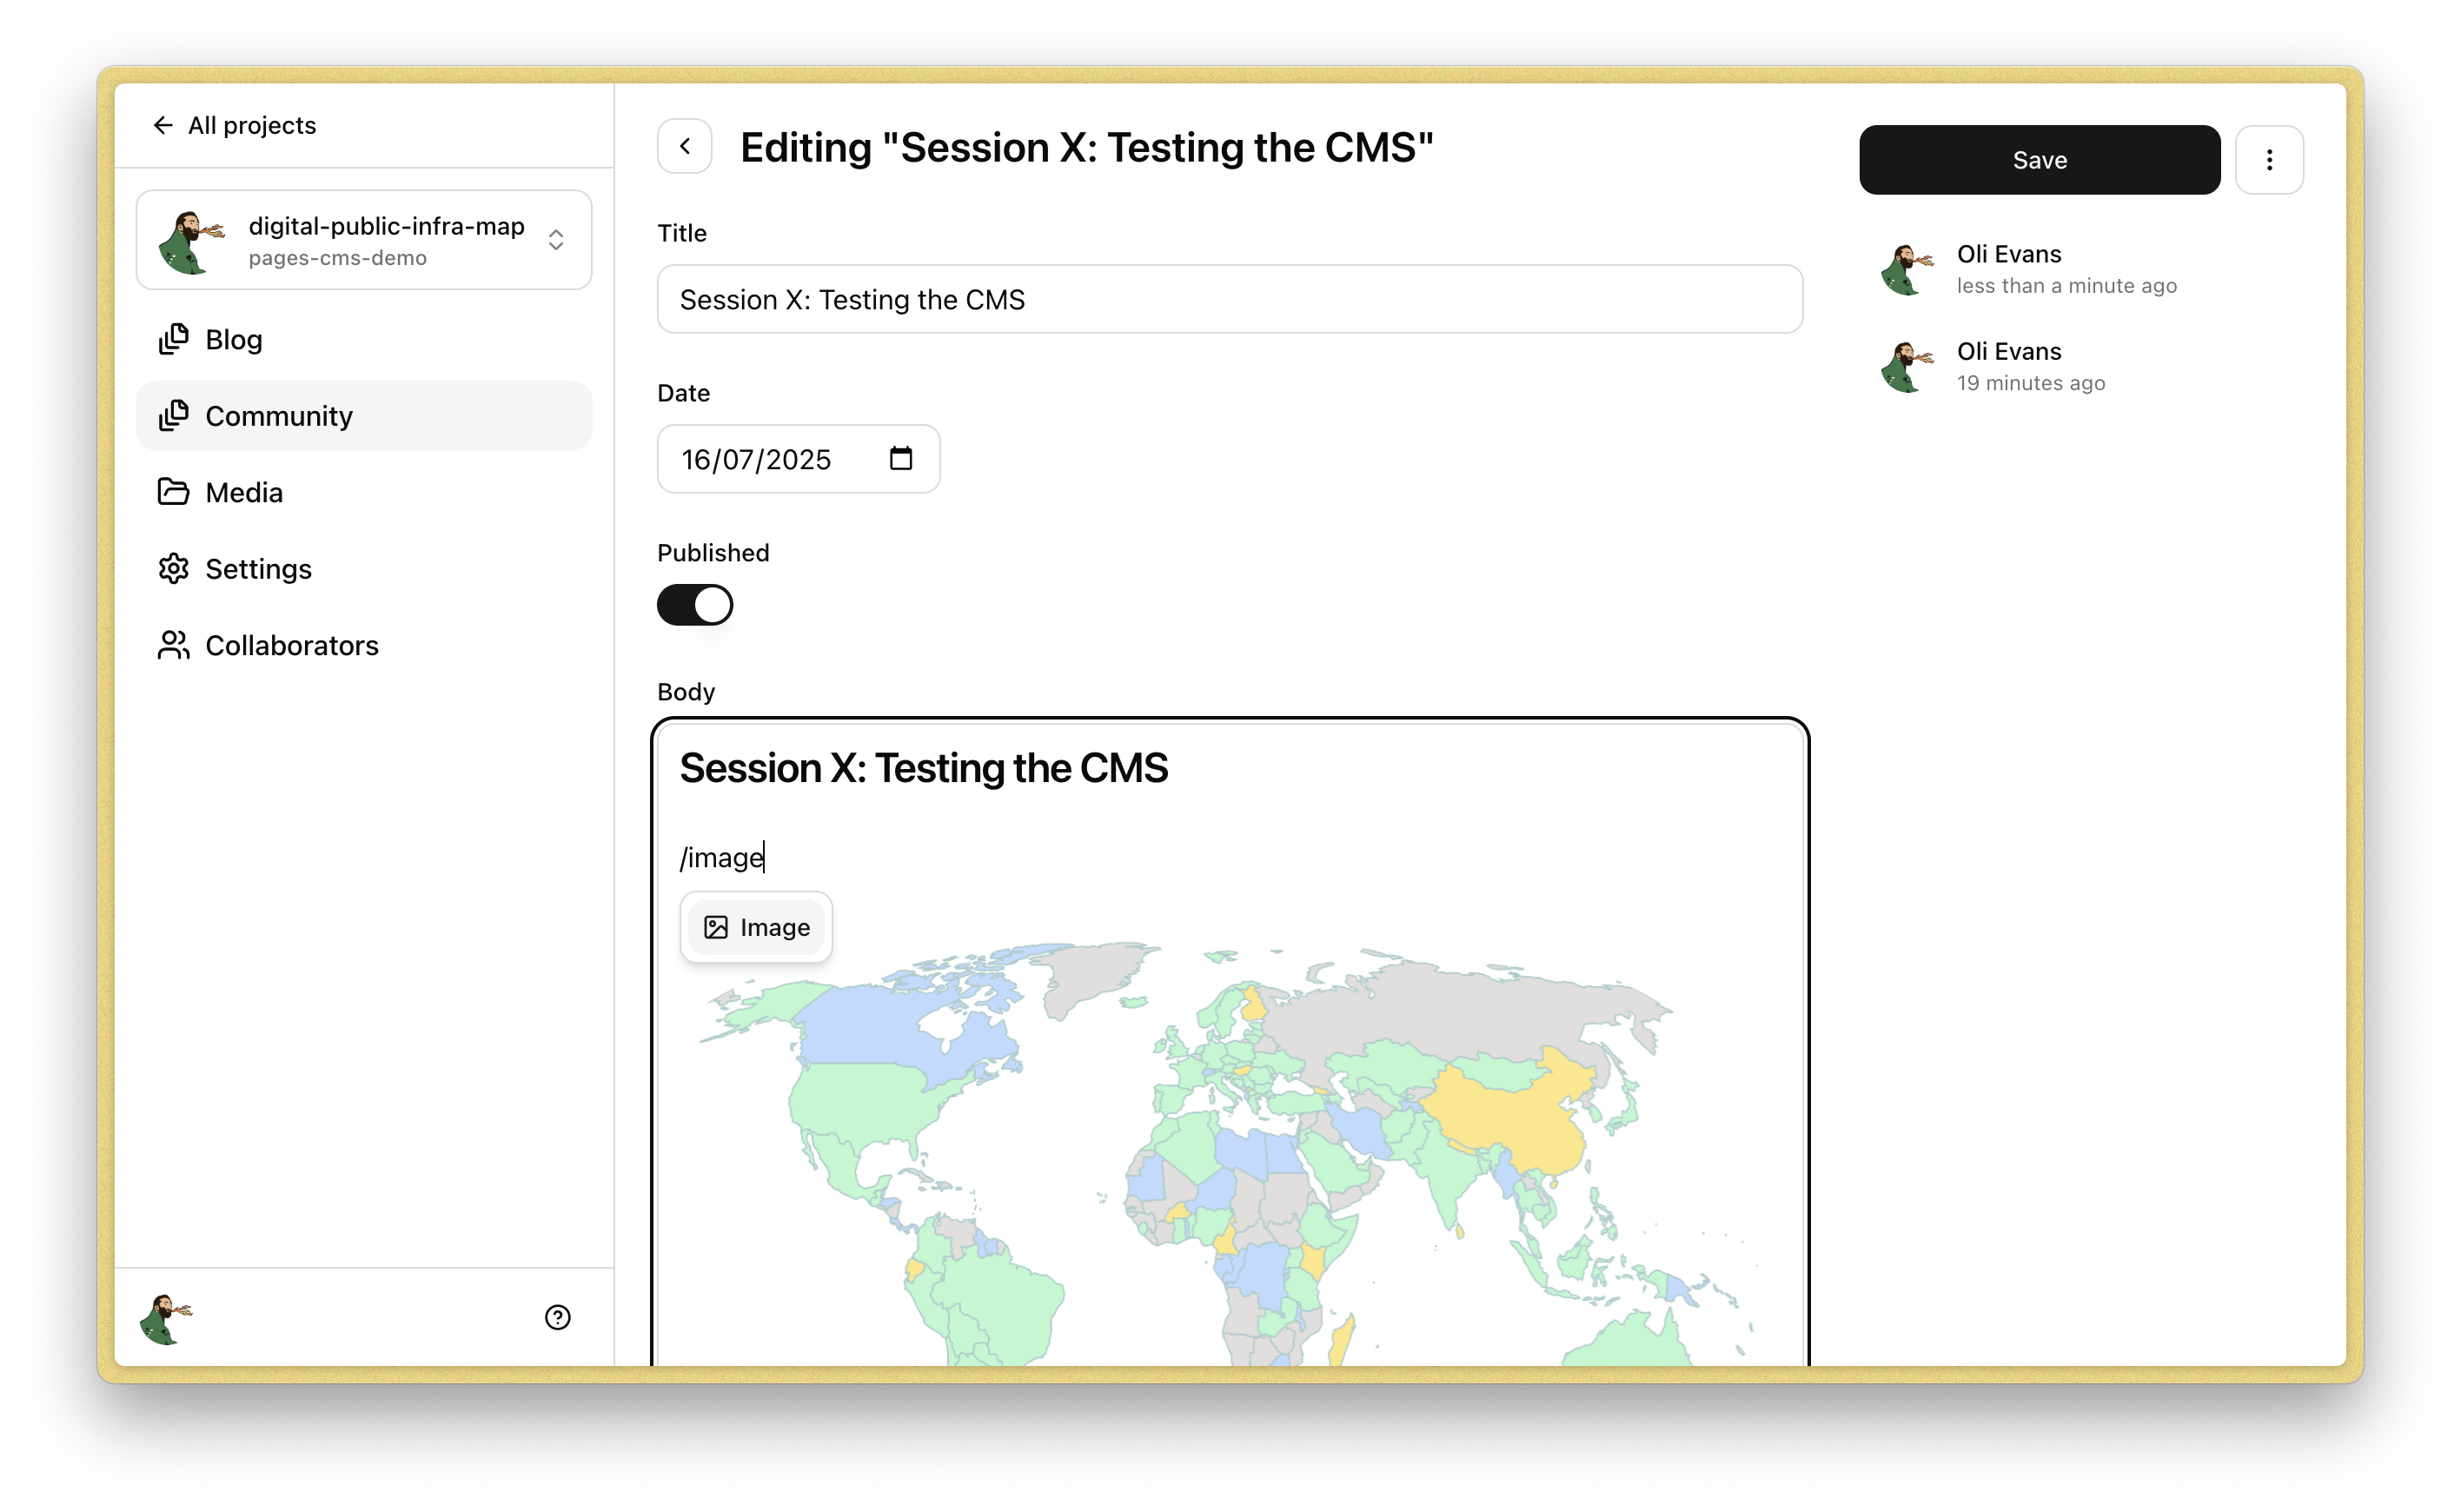 All projects
digital-public-infra-map
pages-cms-demo
Blog
Community
Media
Settings
Collaborators
Editing "Session X: Testing the CMS"
Title
Session X: Testing the CMS
Date
16/07/2025
Published
Body
Session X: Testing the CMS
/image
Image
Save
Oli Evans
less than a minute ago
Oli Evans
19 minutes ago